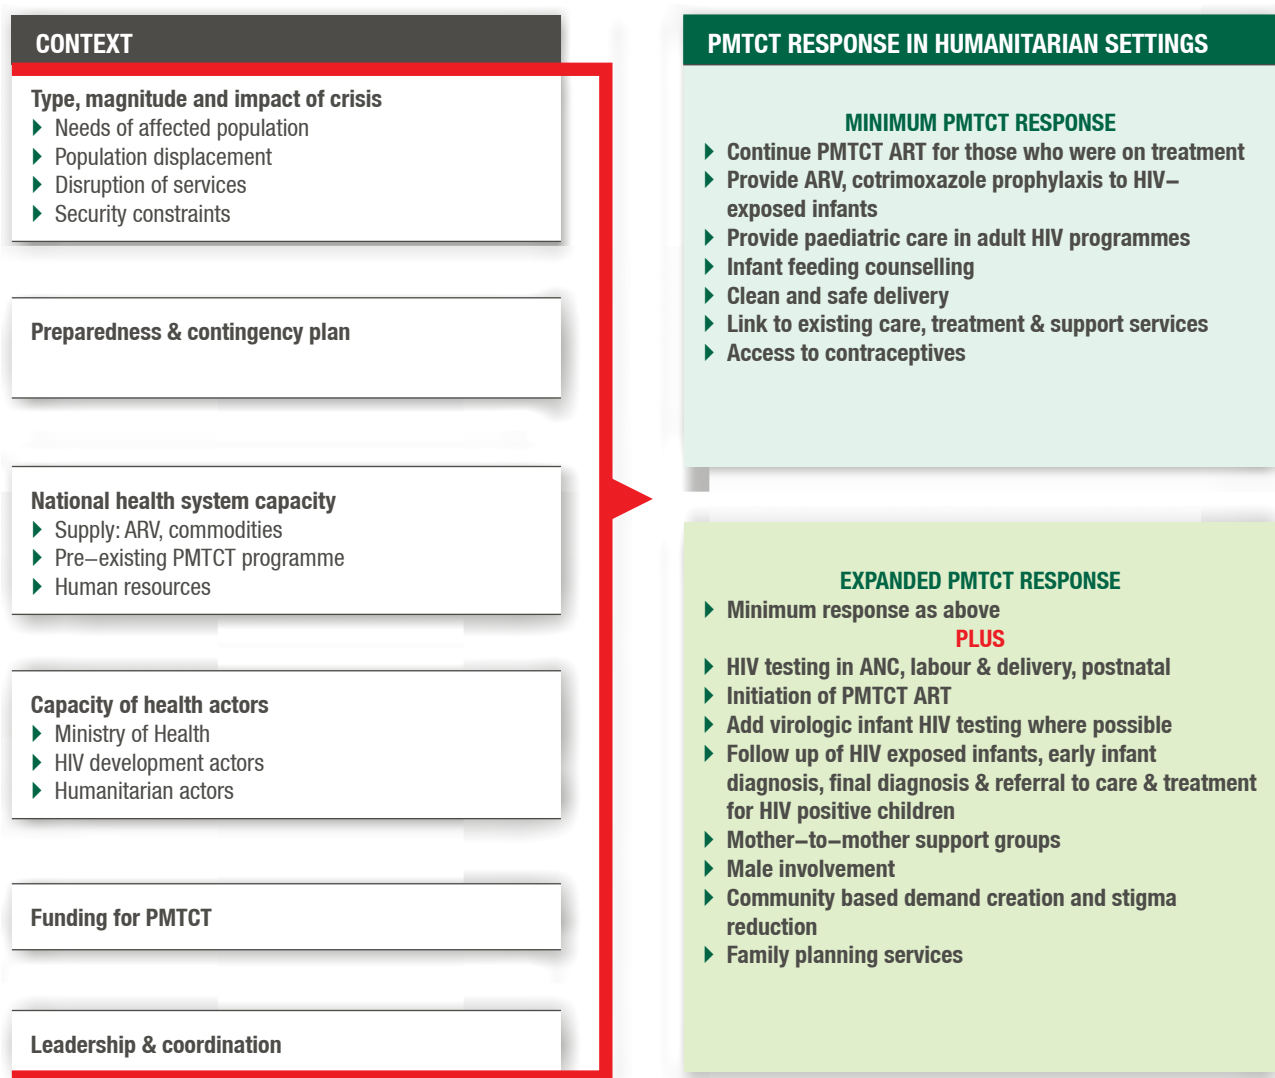 CONTEXT
Type, magnitude and impact of crisis
Needs of affected population
Population displacement
Disruption of services
Security constraints
Preparedness & contingency plan
National health system capacity
Supply: ARV, commodities
Pre–existing PMTCT programme
Human resources
Capacity of health actors
Ministry of Health
HIV development actors
Humanitarian actors
Funding for PMTCT
Leadership & coordination
PMTCT RESPONSE IN HUMANITARIAN SETTINGS
MINIMUM PMTCT RESPONSE
Continue PMTCT ART for those who were on treatment
Provide ARV, cotrimoxazole prophylaxis to HIV–
exposed infants
Provide paediatric care in adult HIV programmes
Infant feeding counselling
Clean and safe delivery
Link to existing care, treatment & support services
Access to contraceptives
EXPANDED PMTCT RESPONSE
Minimum response as above
PLUS
HIV testing in ANC, labour & delivery, postnatal
Initiation of PMTCT ART
Add virologic infant HIV testing where possible
Follow up of HIV exposed infants, early infant
diagnosis, final diagnosis & referral to care & treatment
for HIV positive children
Mother–to–mother support groups
Male involvement
Community based demand creation and stigma
reduction
Family planning services